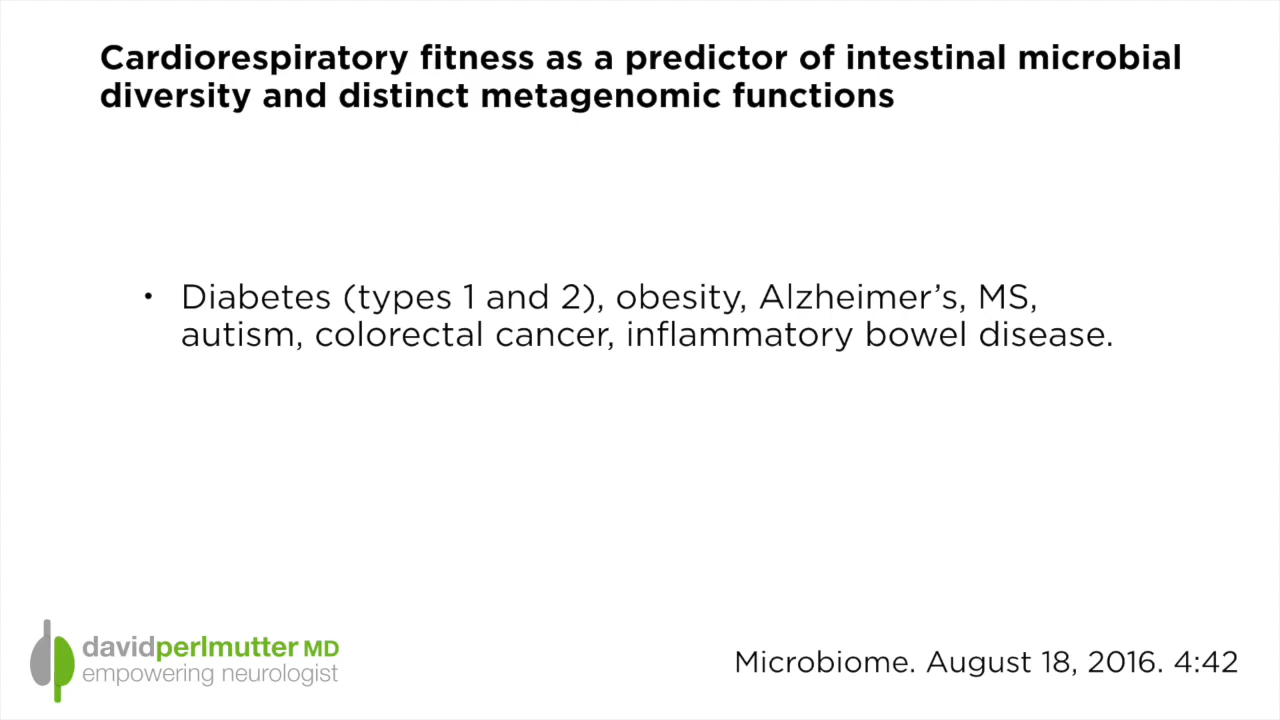 Cardiorespiratory fitness as a predictor of intestinal microbial
diversity and distinct metagenomic functions
• Diabetes (types 1 and 2), obesity, Alzheimer’s, MS,
autism, colorectal cancer, inflammatory bowel disease.
davidperlmutter MD
empowering neurologist
Microbiome. August 18, 2016. 4:42